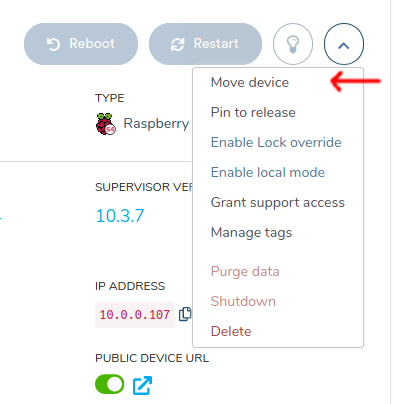 Reboot
Restart
Move device
TYPE
Raspberry
Pin to release
Enable Lock override
Enable local mode
SUPERVISOR VER
10.3.7
Grant support access
Manage tags
IP ADDRESS
10.0.0.107
Purge data
Shutdown
Delete
PUBLIC DEVICE URL